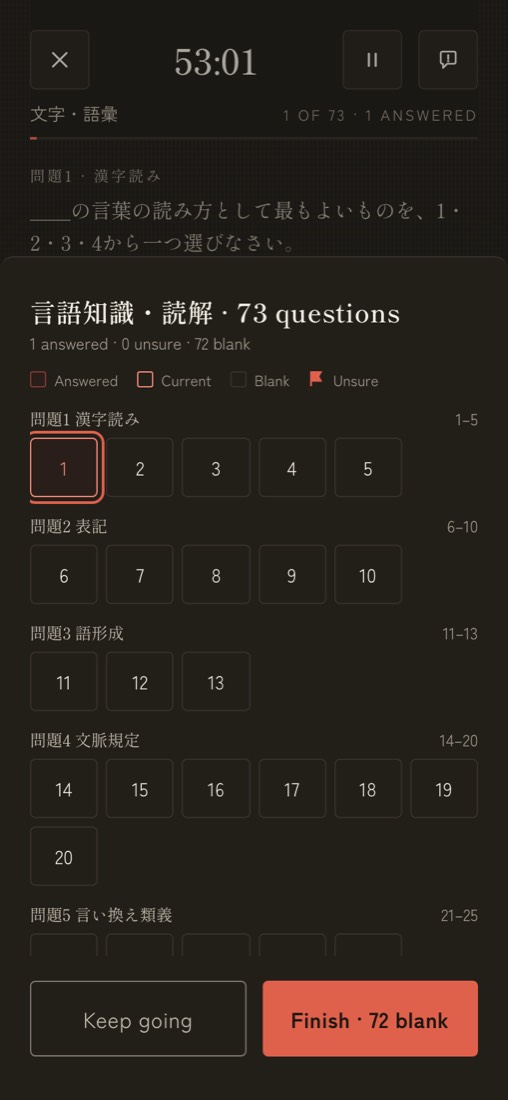 53:01
文字・語彙
1 OF 73 · 1 ANSWERED
問題1 · 漢字読み
____の言葉の読み方として最もよいものを、1・
2・3・4から一つ選びなさい。
言語知識・読解 · 73 questions
1 answered · 0 unsure · 72 blank
Answered Current Blank Unsure
問題1 漢字読み 1–5
1 2 3 4 5
問題2 表記 6–10
6 7 8 9 10
問題3 語形成 11–13
11 12 13
問題4 文脈規定 14–20
14 15 16 17 18 19
20
問題5 言い換え類義 21–25
Keep going
Finish · 72 blank